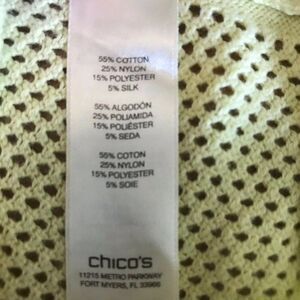 55% COTTON
25% NYLON
15% POLYESTER
5% SILK
55% ALGODÓN
25% POLIAMIDA
15% POLIÉSTER
5% SEDA
55% COTON
25% NYLON
15% POLYESTER
5% SOIE
chico's
11215 METRO PARKWAY
FORT MYERS, FL 33966